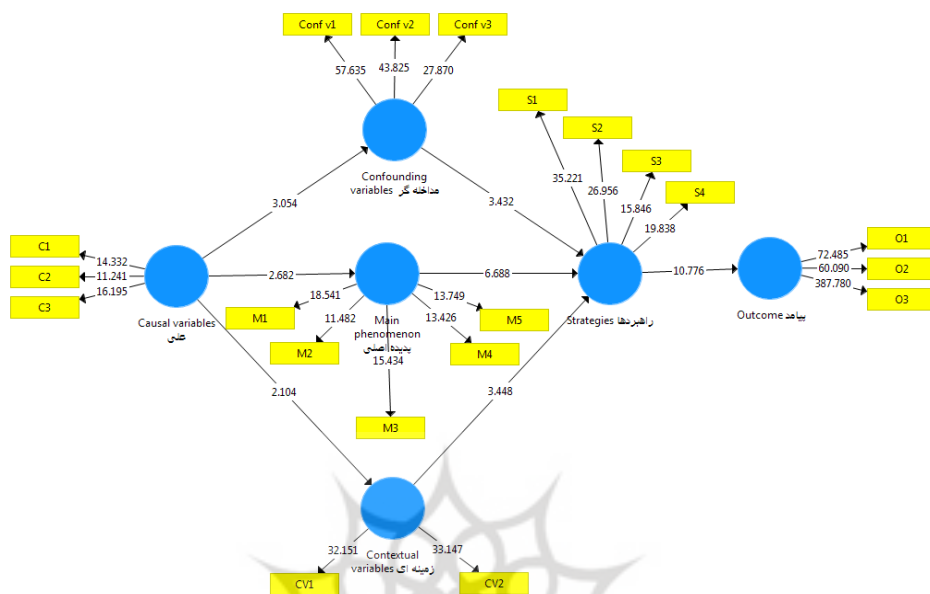 Conf v1
Conf v2
Conf v3
57.635
43.825
27.870
Confounding
variables مداخله گر
S1
S2
S3
S4
35.221
26.956
15.846
19.838
3.054
3.432
C1
C2
C3
14.332
11.241
16.195
Causal variables
علی
2.682
6.688
M1
M2
M3
M4
M5
18.541
11.482
15.434
13.426
13.749
Main
phenomenon
پدیده اصلی
Strategies راهبردها
10.776
Outcome پیامد
72.485
60.090
387.780
O1
O2
O3
2.104
3.448
Contextual
variables زمینه ای
32.151
33.147
CV1
CV2